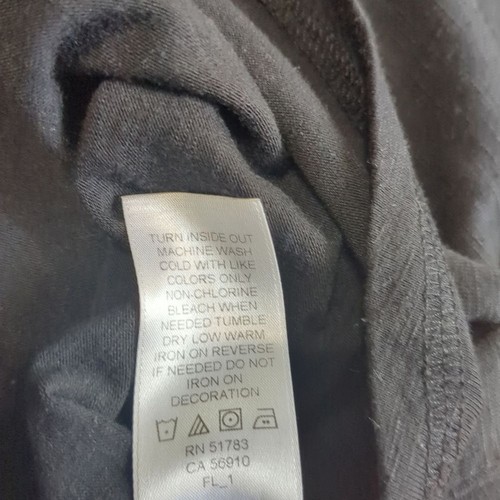 TURN INSIDE OUT
MACHINE WASH
COLD WITH LIKE
COLORS ONLY
NON-CHLORINE
BLEACH WHEN
NEEDED TUMBLE
DRY LOW WARM
IRON ON REVERSE
IF NEEDED DO NOT
IRON ON
DECORATION
RN 51783
CA 56910
FL_1